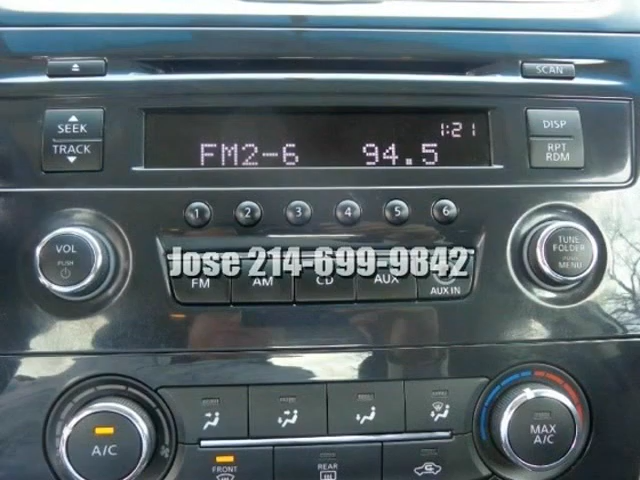 SCAN
SEEK
TRACK
1:21
FM2-6 94.5
DISP
RPT
RDM
1 2 3 4 5 6
VOL
PUSH
TUNE
FOLDER
PUSH
MENU
Jose 214-699-9842
FM AM CD AUX
AUX IN
A/C
MAX
A/C
FRONT
REAR